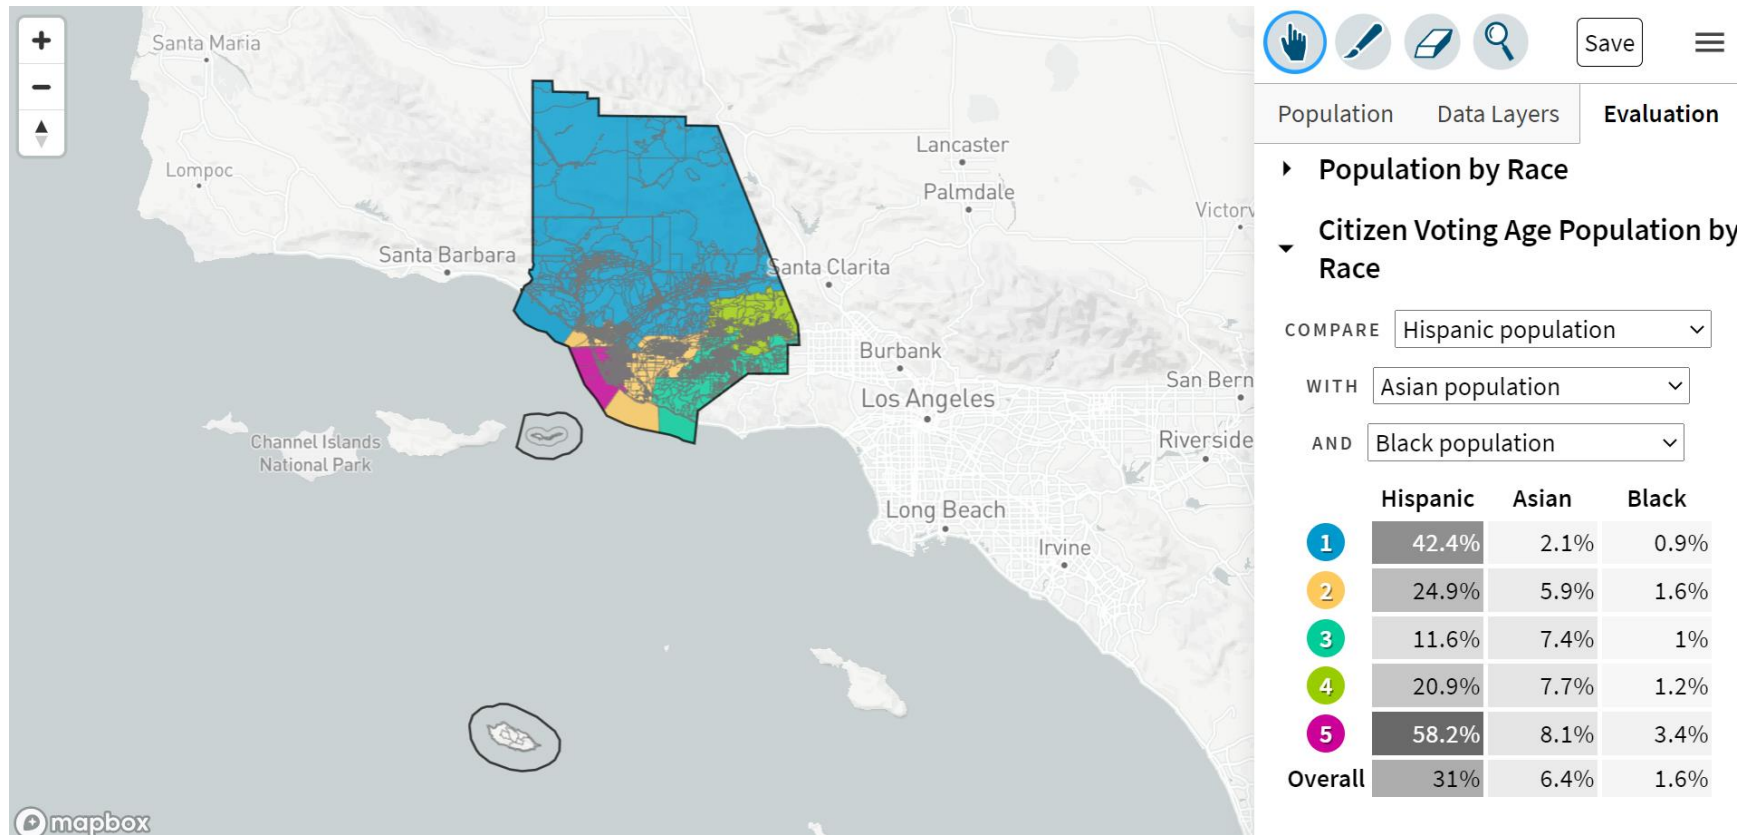 Santa Maria
Lompoc
Santa Barbara
Lancaster
Palmdale
Victorv
Santa Clarita
Burbank
Los Angeles
San Bern
Riverside
Channel Islands
National Park
Long Beach
Irvine
mapbox
Save
Population
Data Layers
Evaluation
Population by Race
Citizen Voting Age Population by
Race
COMPARE Hispanic population
WITH Asian population
AND Black population
Hispanic Asian Black
1 42.4% 2.1% 0.9%
2 24.9% 5.9% 1.6%
3 11.6% 7.4% 1%
4 20.9% 7.7% 1.2%
5 58.2% 8.1% 3.4%
Overall 31% 6.4% 1.6%